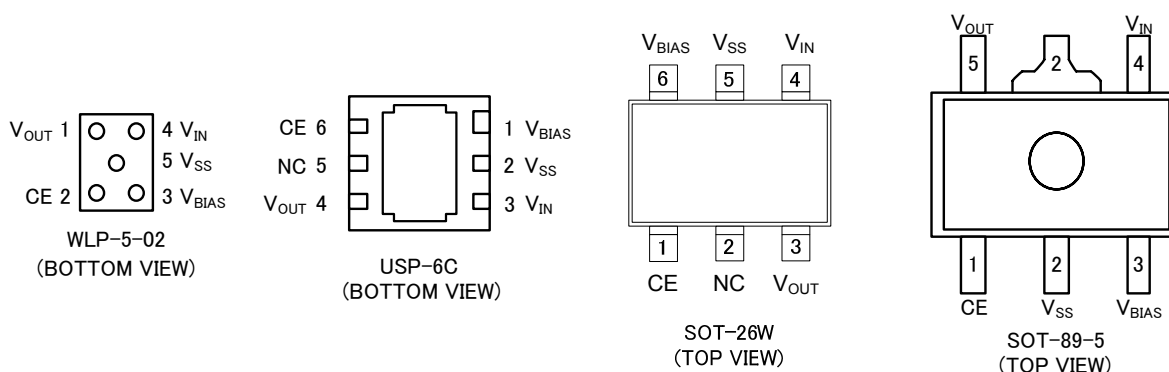 V_OUT 1 4 V_IN
5 V_SS
CE 2 3 V_BIAS
WLP-5-02
(BOTTOM VIEW)
CE 6 1 V_BIAS
NC 5 2 V_SS
V_OUT 4 3 V_IN
USP-6C
(BOTTOM VIEW)
V_BIAS V_SS V_IN
6 5 4
1 2 3
CE NC V_OUT
SOT-26W
(TOP VIEW)
V_OUT V_IN
5 2 4
1 2 3
CE V_SS V_BIAS
SOT-89-5
(TOP VIEW)